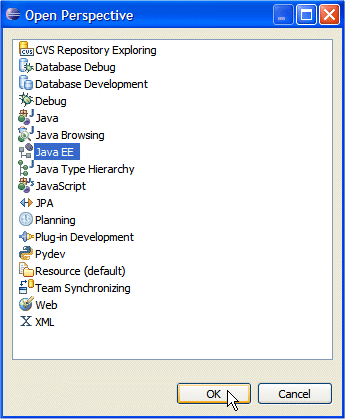 Open Perspective
CVS Repository Exploring
Database Debug
Database Development
Debug
Java
Java Browsing
Java EE
Java Type Hierarchy
JavaScript
JPA
Planning
Plug-in Development
Pydev
Resource (default)
Team Synchronizing
Web
XML
OK
Cancel